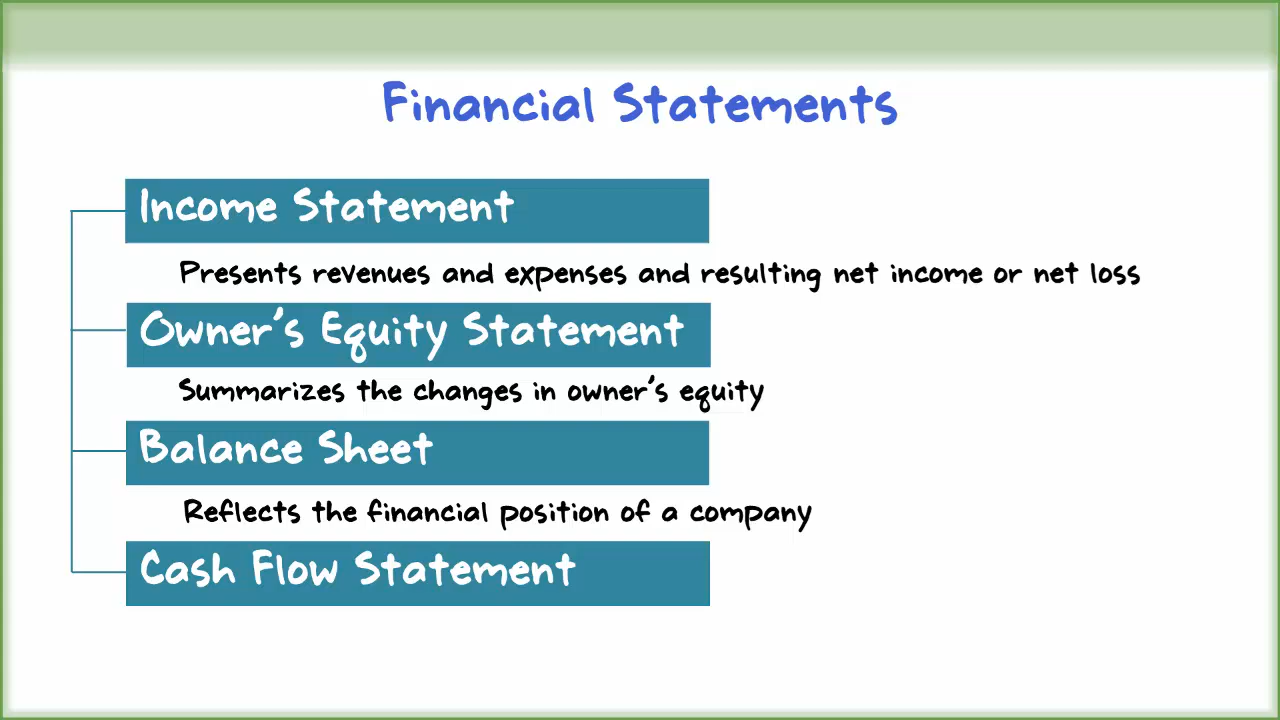 Financial Statements
Income Statement
Presents revenues and expenses and resulting net income or net loss
Owner's Equity Statement
Summarizes the changes in owner's equity
Balance Sheet
Reflects the financial position of a company
Cash Flow Statement